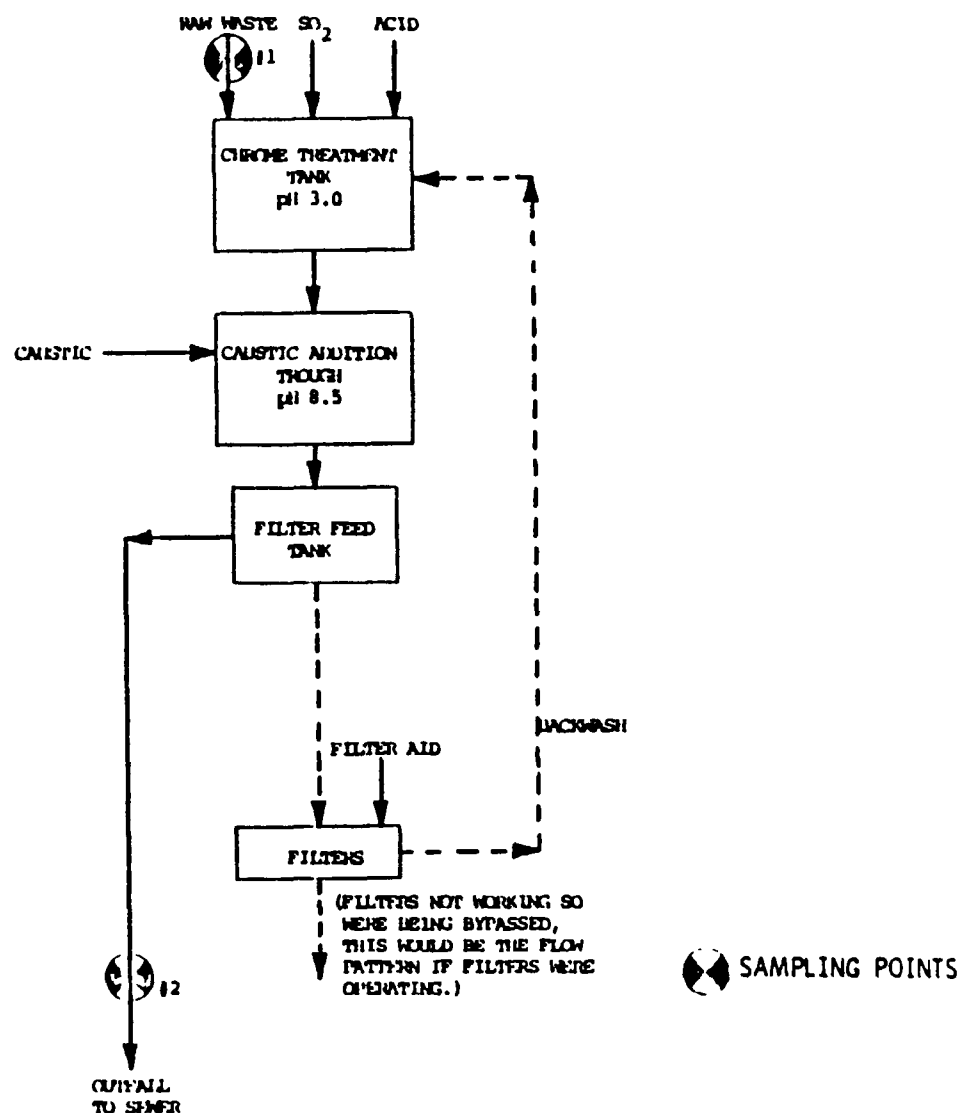 RAW WASTE SO2 ACID
#1
CHROME TREATMENT
TANK
pH 3.0
CAUSTIC
CAUSTIC ADDITION
TROUGH
pH 8.5
FILTER FEED
TANK
BACKWASH
FILTER AID
FILTERS
(FILTERS NOT WORKING SO
WERE BEING BYPASSED,
THIS WOULD BE THE FLOW
PATTERN IF FILTERS WERE
OPERATING.)
SAMPLING POINTS
#2
OUTFALL
TO SEWER